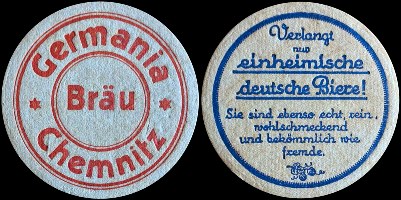 Germania
Bräu
Chemnitz
Verlangt
nur
einheimische
deutsche Biere!
Sie sind ebenso echt, rein,
wohlschmeckend
und bekömmlich wie
fremde.